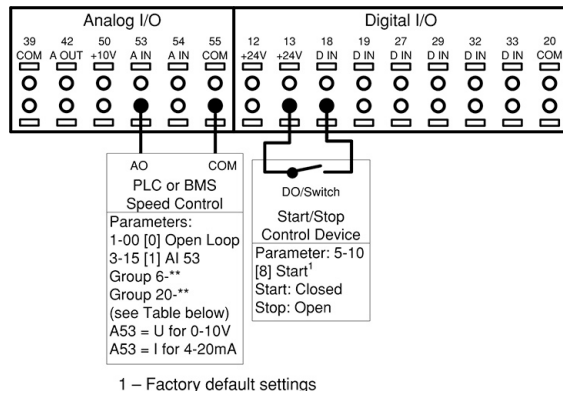 Analog I/O
Digital I/O
39 42 50 53 54 55 12 13 18 19 27 29 32 33 20
COM A OUT +10V A IN A IN COM +24V +24V D IN D IN D IN D IN D IN D IN COM
AO COM
PLC or BMS
Speed Control
Parameters:
1-00 [0] Open Loop
3-15 [1] AI 53
Group 6-**
Group 20-**
(see Table below)
A53 = U for 0-10V
A53 = I for 4-20mA
DO/Switch
Start/Stop
Control Device
Parameter: 5-10
[8] Start¹
Start: Closed
Stop: Open
1 – Factory default settings